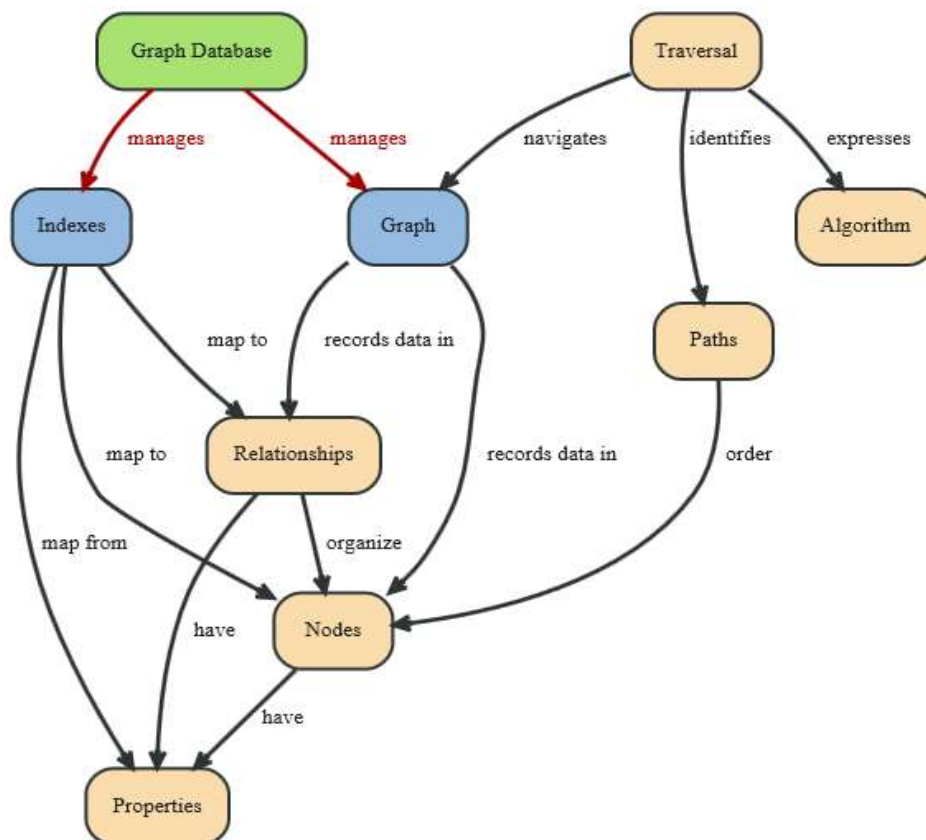 Graph Database
Traversal
manages
manages
navigates
identifies
expresses
Indexes
Graph
Algorithm
map to
records data in
Paths
map to
Relationships
records data in
order
map from
organize
have
Nodes
have
Properties